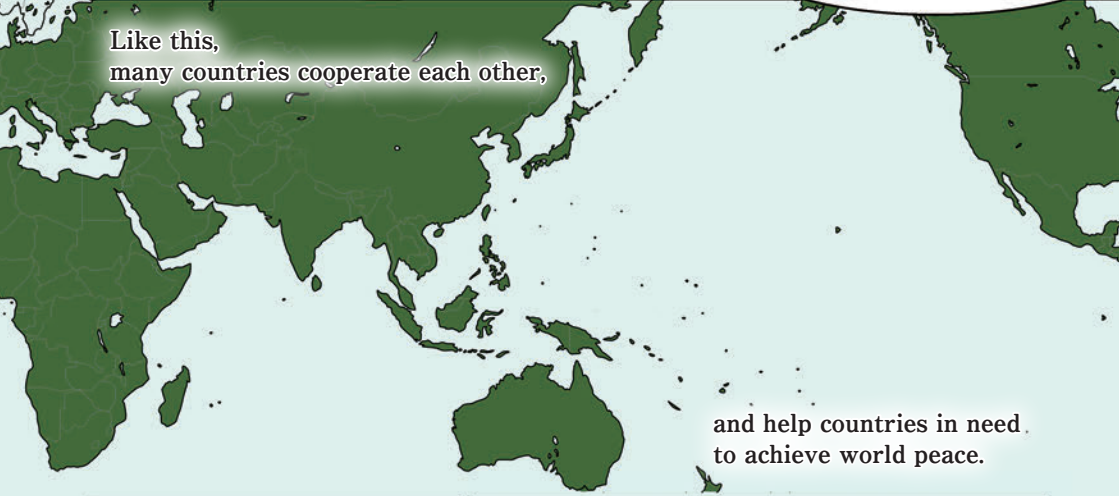 Like this,
many countries cooperate each other,
and help countries in need
to achieve world peace.